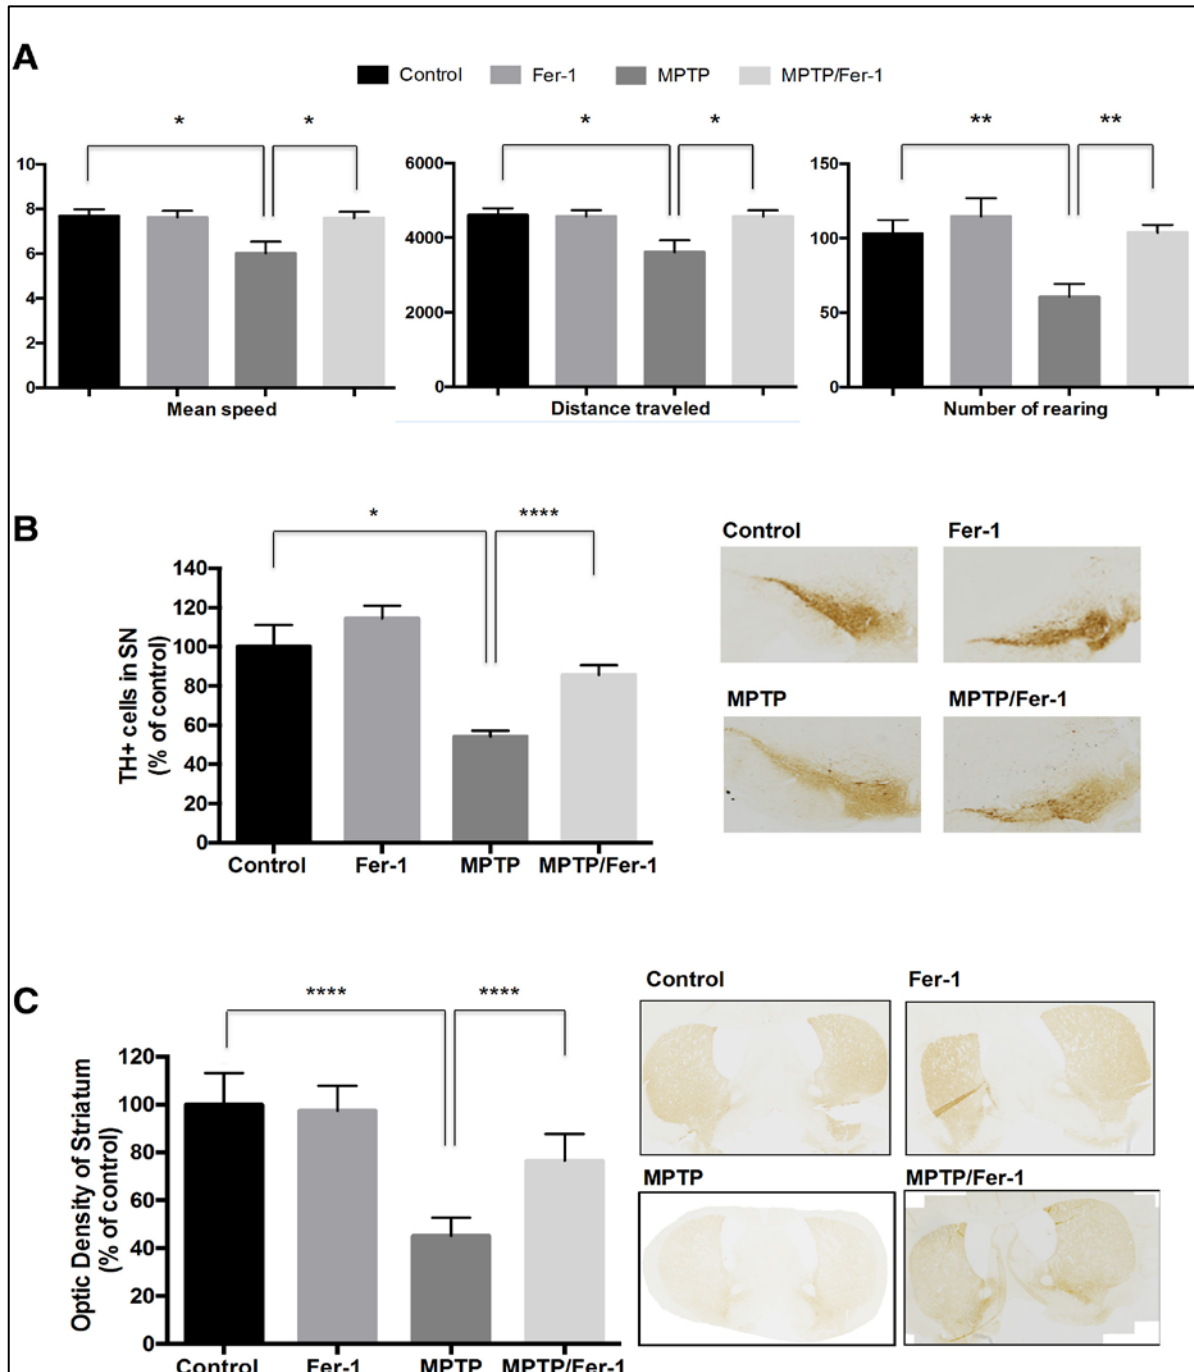 A
Control Fer-1 MPTP MPTP/Fer-1
* * * * ** **
10
8
6
4
2
0
Mean speed
6000
4000
2000
0
Distance traveled
150
100
50
0
Number of rearing
B
* ****
TH+ cells in SN
(% of control)
140
120
100
80
60
40
20
0
Control Fer-1 MPTP MPTP/Fer-1
Control Fer-1
MPTP MPTP/Fer-1
C
**** ****
Optic Density of Striatum
(% of control)
120
100
80
60
40
20
0
Control Fer-1 MPTP MPTP/Fer-1
Control Fer-1
MPTP MPTP/Fer-1